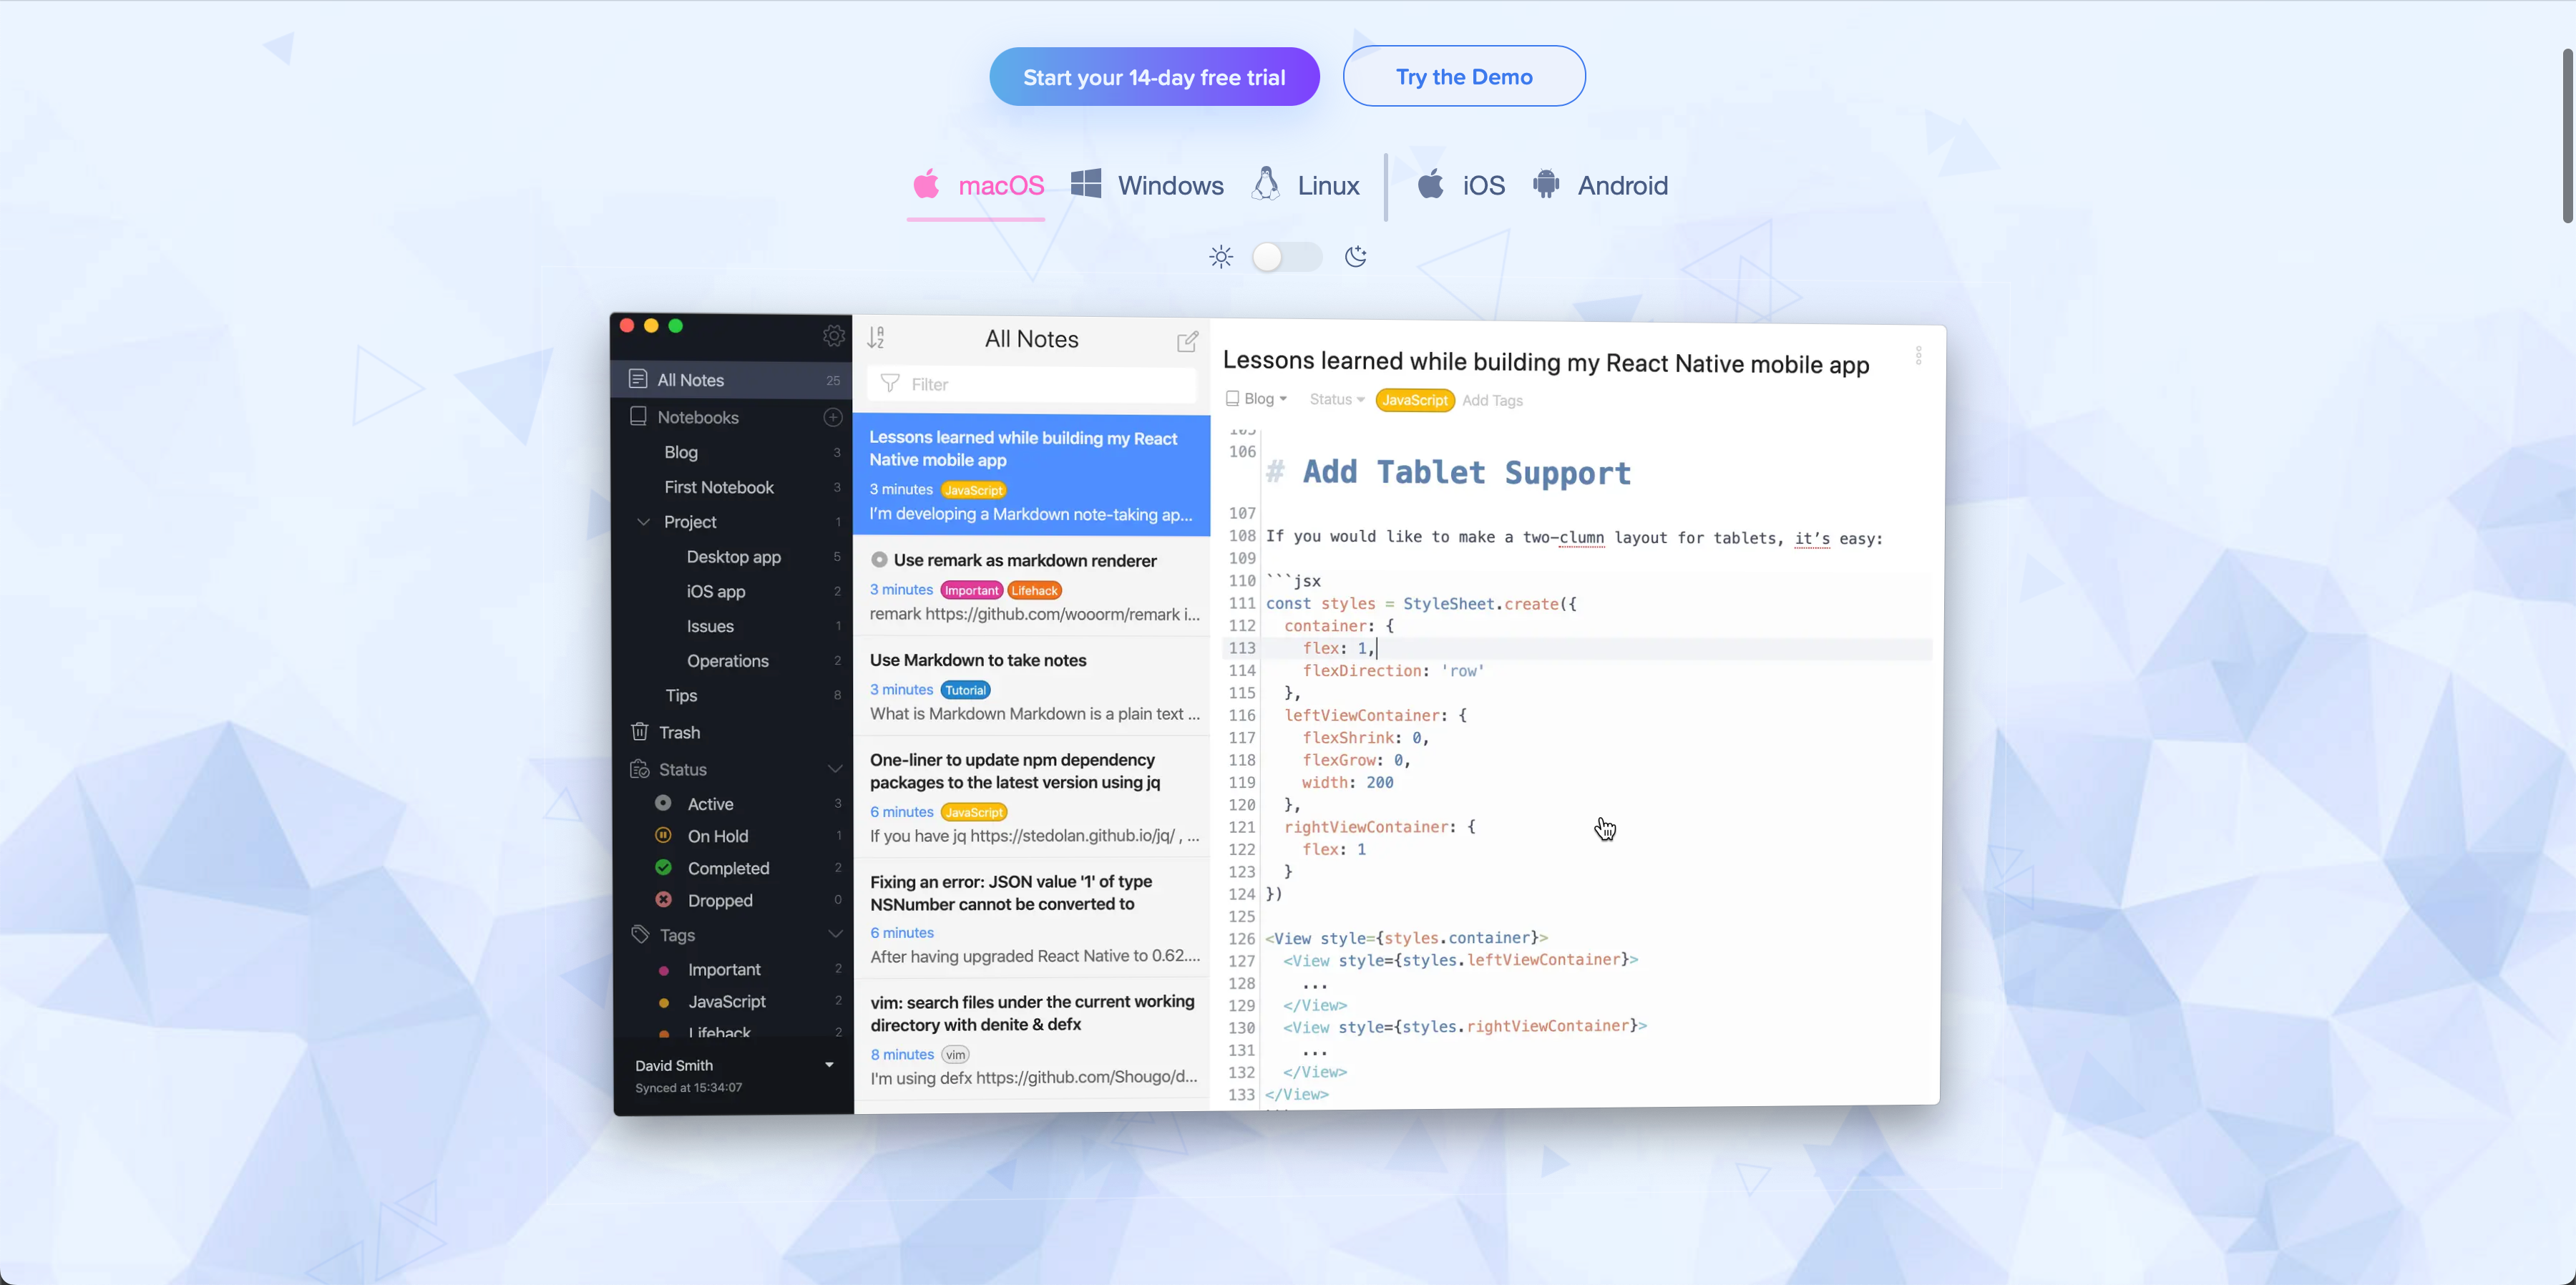 Start your 14-day free trial
Try the Demo
macOS
Windows
Linux
iOS
Android
All Notes 25
Notebooks
Blog 3
First Notebook 3
Project 1
Desktop app 5
iOS app 2
Issues 1
Operations 2
Tips 8
Trash
Status
Active 3
On Hold 1
Completed 2
Dropped 0
Tags
Important 2
JavaScript 2
Lifehack 2
David Smith
Synced at 15:34:07
All Notes
Filter
Lessons learned while building my React
Native mobile app
3 minutes JavaScript
I'm developing a Markdown note-taking ap...
Use remark as markdown renderer
3 minutes Important Lifehack
remark https://github.com/wooorm/remark i...
Use Markdown to take notes
3 minutes Tutorial
What is Markdown Markdown is a plain text ...
One-liner to update npm dependency
packages to the latest version using jq
6 minutes JavaScript
If you have jq https://stedolan.github.io/jq/ , ...
Fixing an error: JSON value '1' of type
NSNumber cannot be converted to
6 minutes
After having upgraded React Native to 0.62....
vim: search files under the current working
directory with denite & defx
8 minutes vim
I'm using defx https://github.com/Shougo/d...
Lessons learned while building my React Native mobile app
Blog Status JavaScript Add Tags
105
106 # Add Tablet Support
107
108 If you would like to make a two-clumn layout for tablets, it's easy:
109
110 ```jsx
111 const styles = StyleSheet.create({
112   container: {
113     flex: 1,
114     flexDirection: 'row'
115   },
116   leftViewContainer: {
117     flexShrink: 0,
118     flexGrow: 0,
119     width: 200
120   },
121   rightViewContainer: {
122     flex: 1
123   }
124 })
125
126 <View style={styles.container}>
127   <View style={styles.leftViewContainer}>
128     ...
129   </View>
130   <View style={styles.rightViewContainer}>
131     ...
132   </View>
133 </View>